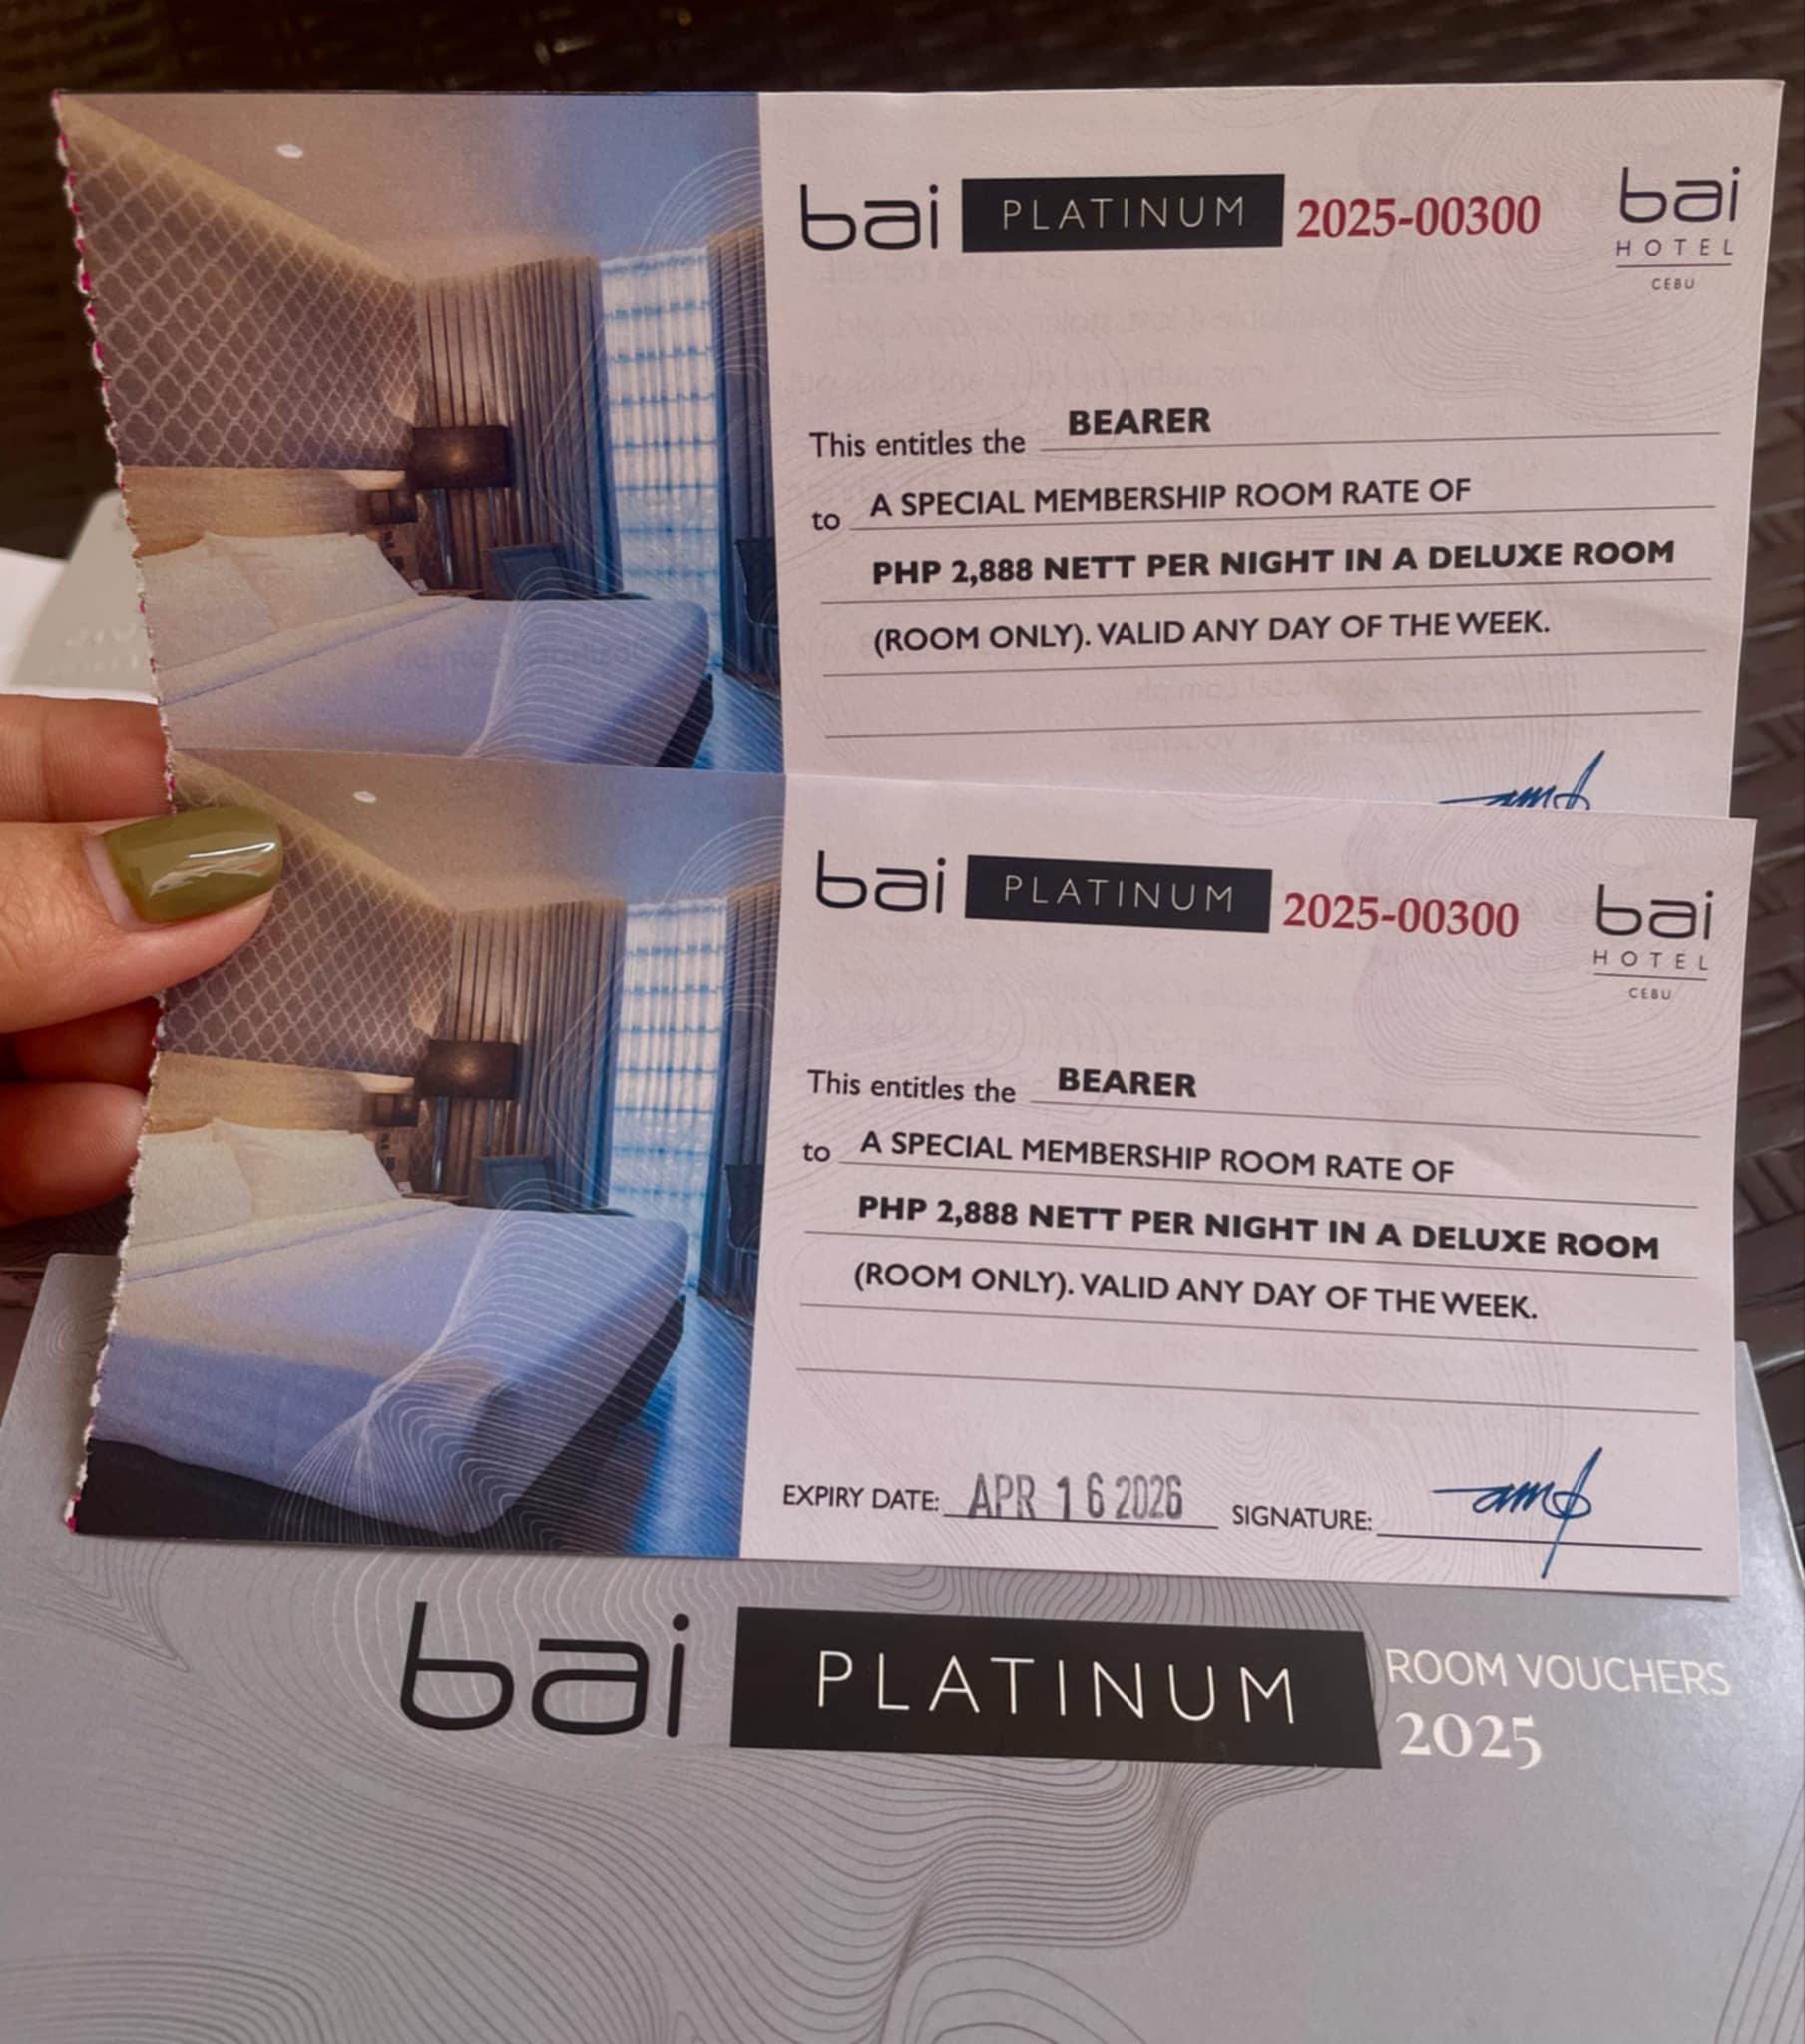 bai PLATINUM 2025-00300
bai
HOTEL
CEBU
This entitles the BEARER
to A SPECIAL MEMBERSHIP ROOM RATE OF
PHP 2,888 NETT PER NIGHT IN A DELUXE ROOM
(ROOM ONLY). VALID ANY DAY OF THE WEEK.
bai PLATINUM 2025-00300
bai
HOTEL
CEBU
This entitles the BEARER
to A SPECIAL MEMBERSHIP ROOM RATE OF
PHP 2,888 NETT PER NIGHT IN A DELUXE ROOM
(ROOM ONLY). VALID ANY DAY OF THE WEEK.
EXPIRY DATE: APR 16 2026 SIGNATURE:
bai PLATINUM ROOM VOUCHERS
2025